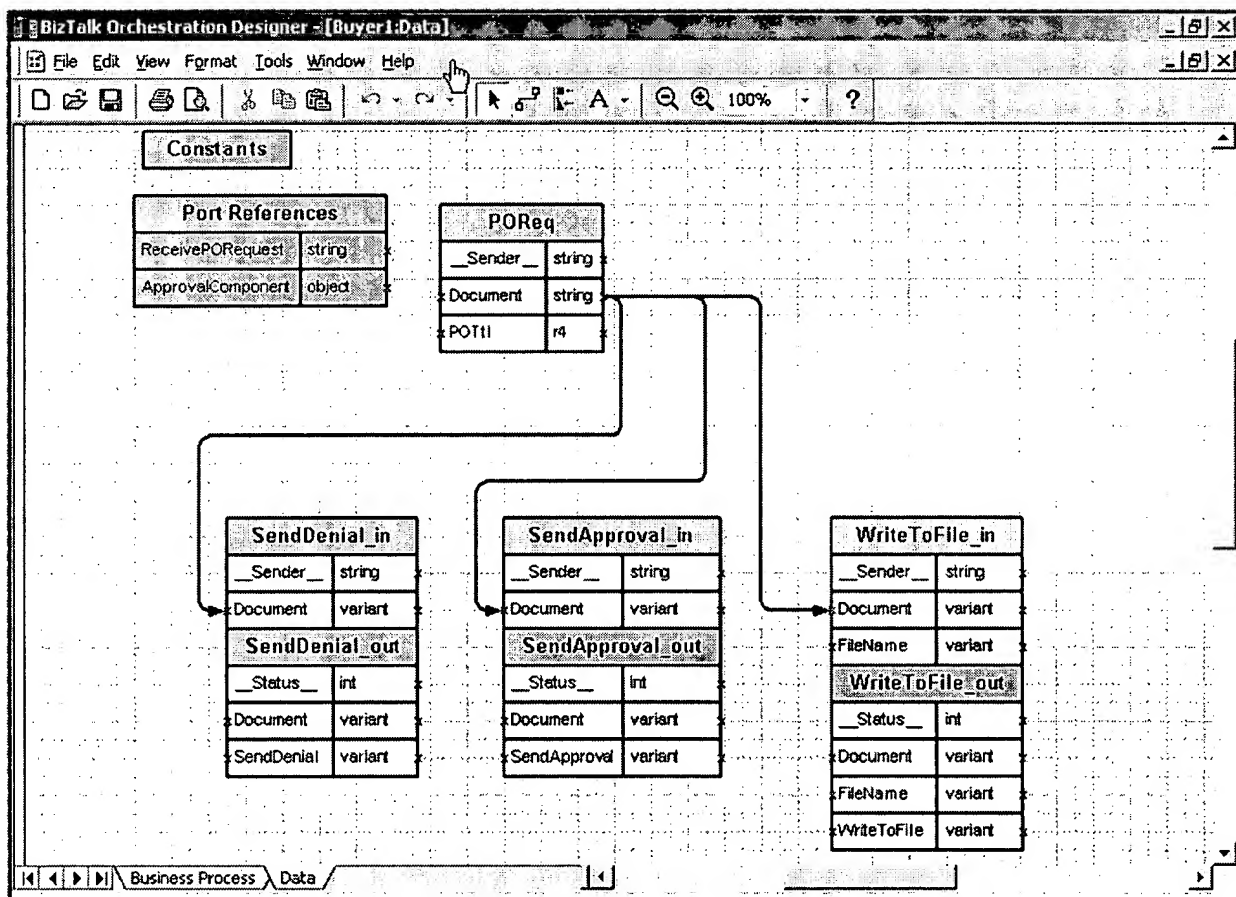 BizTalk Orchestration Designer - [Buyer1:Data]
File Edit View Format Tools Window Help
A 100% ?
Constants
Port References
ReceivePORequest string
ApprovalComponent object
POReq
__Sender__ string
Document string
POTtl r4
SendDenial_in
__Sender__ string
Document variant
SendDenial_out
__Status__ int
Document variant
SendDenial variant
SendApproval_in
__Sender__ string
Document variant
SendApproval_out
__Status__ int
Document variant
SendApproval variant
WriteToFile_in
__Sender__ string
Document variant
FileName variant
WriteToFile_out
__Status__ int
Document variant
FileName variant
WriteToFile variant
Business Process Data